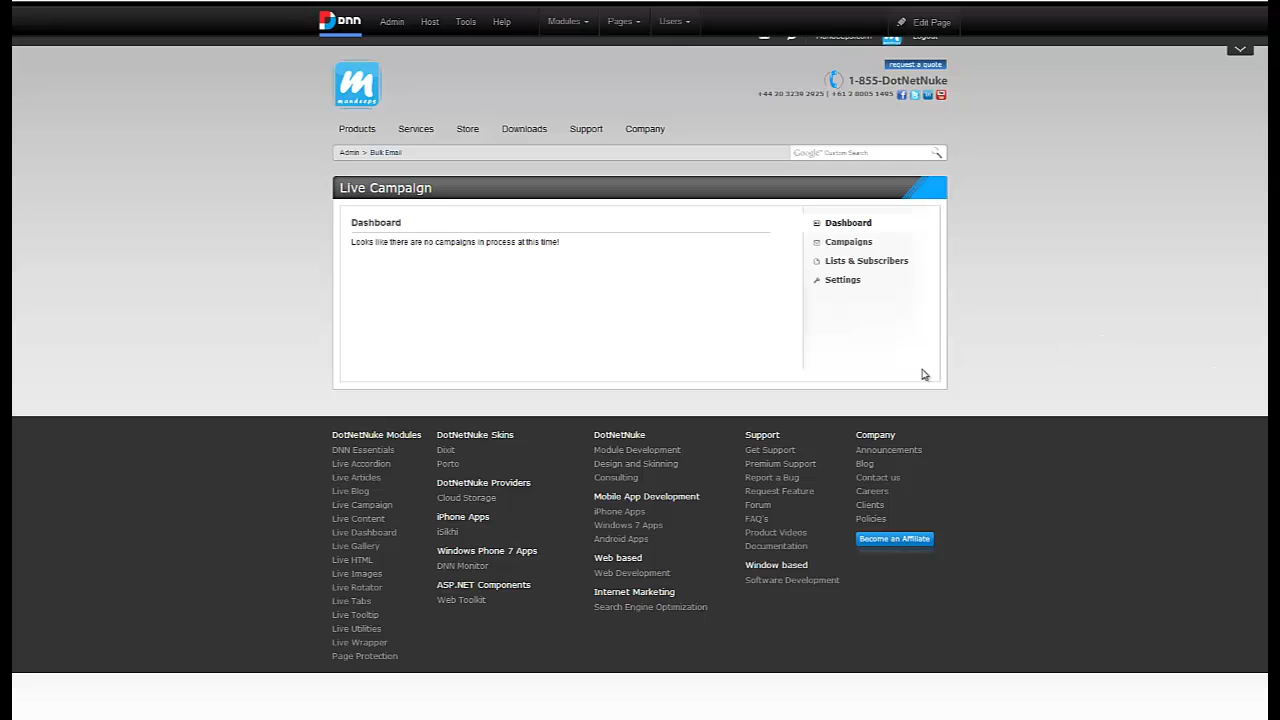 DNN Admin Host Tools Help Modules Pages Users Edit Page
Logout
request a quote
1-855-DotNetNuke
+44 20 3239 2925 | +61 2 8005 1495
m
mandeeps
Products Services Store Downloads Support Company
Admin > Bulk Email
Google™ Custom Search
Live Campaign
Dashboard
Looks like there are no campaigns in process at this time!
Dashboard
Campaigns
Lists & Subscribers
Settings
DotNetNuke Modules
DNN Essentials
Live Accordion
Live Articles
Live Blog
Live Campaign
Live Content
Live Dashboard
Live Gallery
Live HTML
Live Images
Live Rotator
Live Tabs
Live Tooltip
Live Utilities
Live Wrapper
Page Protection
DotNetNuke Skins
Dixit
Porto
DotNetNuke Providers
Cloud Storage
iPhone Apps
iSikhi
Windows Phone 7 Apps
DNN Monitor
ASP.NET Components
Web Toolkit
DotNetNuke
Module Development
Design and Skinning
Consulting
Mobile App Development
iPhone Apps
Windows 7 Apps
Android Apps
Web based
Web Development
Internet Marketing
Search Engine Optimization
Support
Get Support
Premium Support
Report a Bug
Request Feature
Forum
FAQ's
Product Videos
Documentation
Window based
Software Development
Company
Announcements
Blog
Contact us
Careers
Clients
Policies
Become an Affiliate